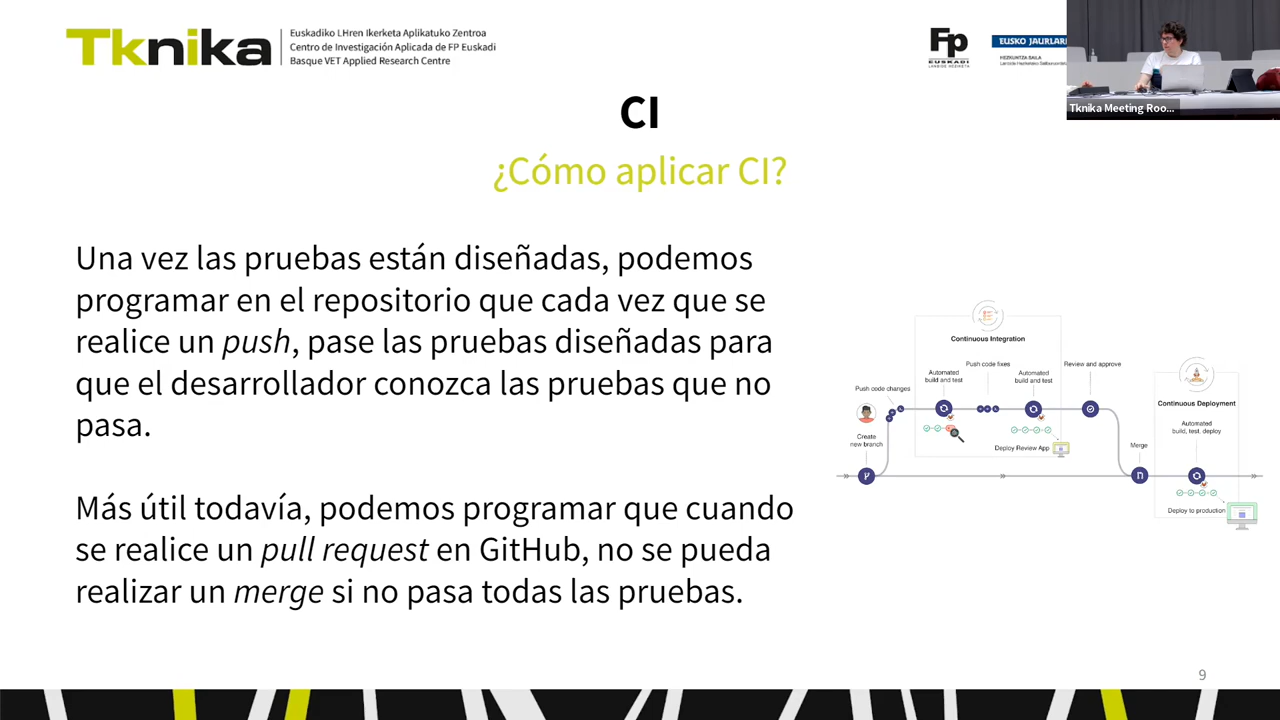 Tknika
Euskadiko LHren Ikerketa Aplikatuko Zentroa
Centro de Investigación Aplicada de FP Euskadi
Basque VET Applied Research Centre
Fp
EUSKADI
LANBIDE HEZIKETA
EUSKO JAURLARI
HEZKUNTZA SAILA
Tknika Meeting Roo...
CI
¿Cómo aplicar CI?
Una vez las pruebas están diseñadas, podemos
programar en el repositorio que cada vez que se
realice un push, pase las pruebas diseñadas para
que el desarrollador conozca las pruebas que no
pasa.
Más útil todavía, podemos programar que cuando
se realice un pull request en GitHub, no se pueda
realizar un merge si no pasa todas las pruebas.
Continuous Integration
Push code changes
Automated
build and test
Push code fixes
Automated
build and test
Review and approve
Create
new branch
Deploy Review App
Merge
Continuous Deployment
Automated
build, test, deploy
Deploy to production
9